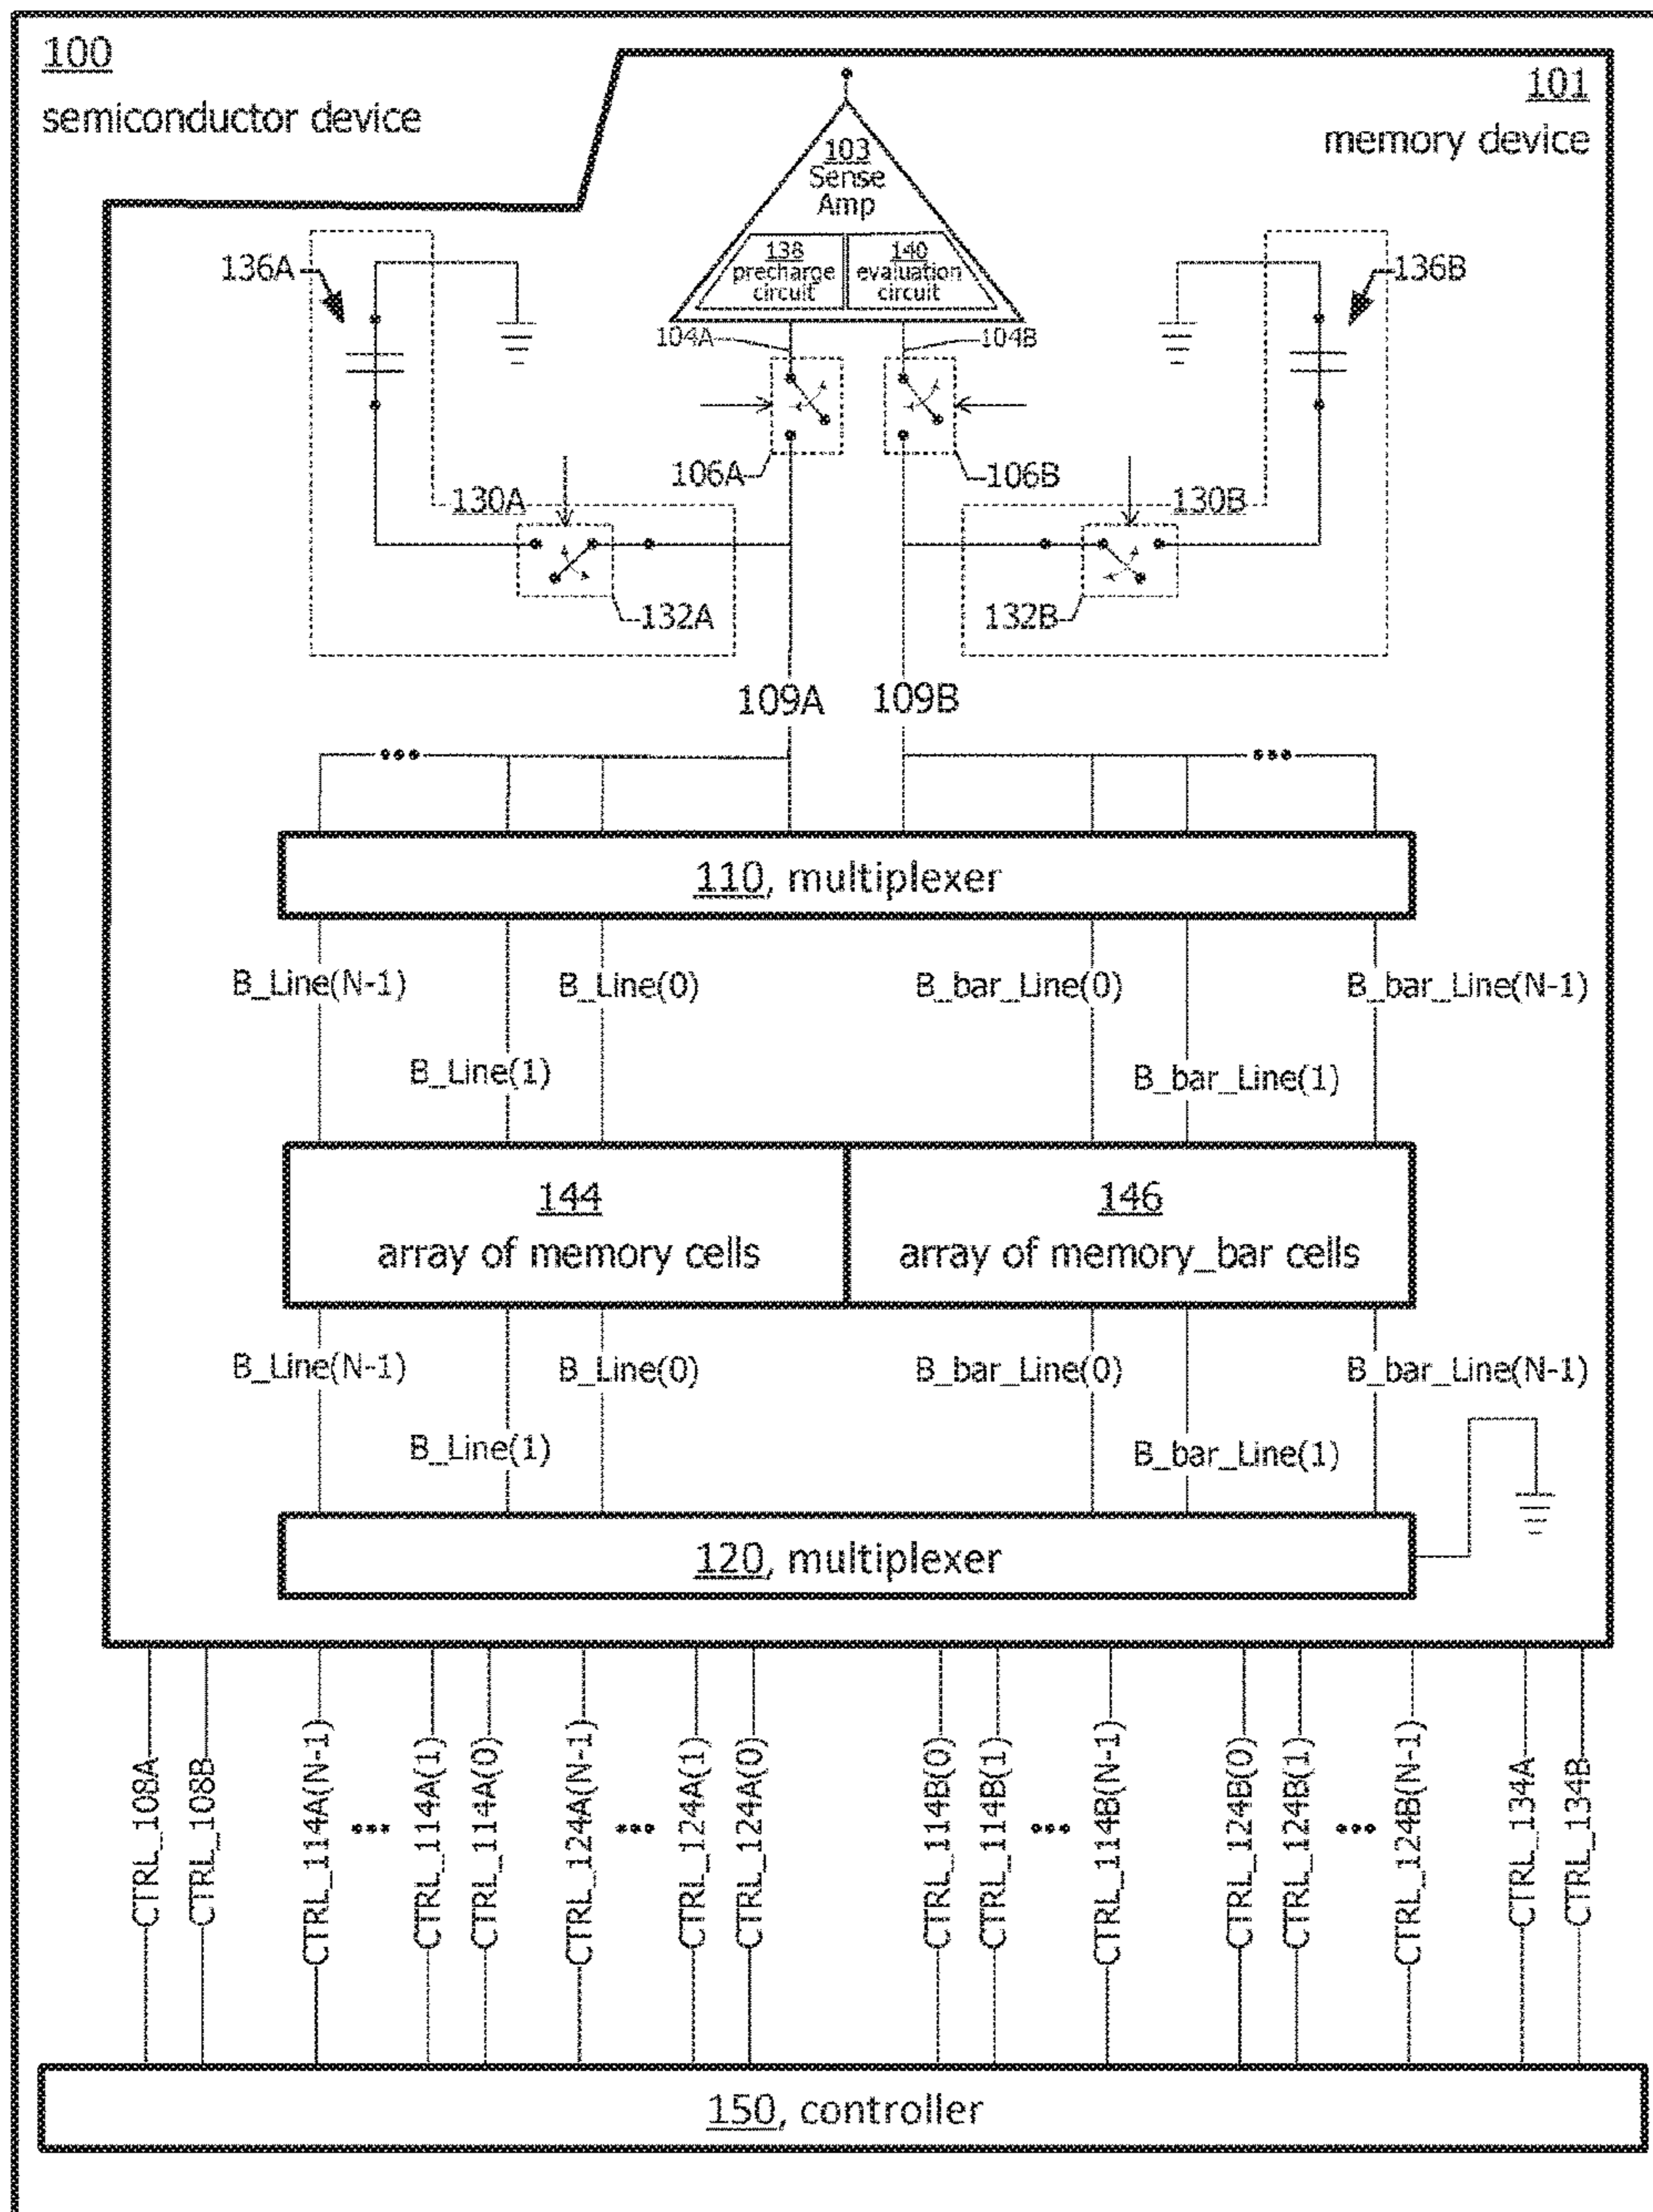 100
semiconductor device
101
memory device
103
Sense
Amp
138
precharge
circuit
140
evaluation
circuit
136A
136B
104A
104B
106A
106B
130A
130B
132A
132B
109A
109B
110, multiplexer
B_Line(N-1)
B_Line(0)
B_bar_Line(0)
B_bar_Line(N-1)
B_Line(1)
B_bar_Line(1)
144
array of memory cells
146
array of memory_bar cells
B_Line(N-1)
B_Line(0)
B_bar_Line(0)
B_bar_Line(N-1)
B_Line(1)
B_bar_Line(1)
120, multiplexer
CTRL_108A
CTRL_108B
CTRL_114A(N-1)
CTRL_114A(1)
CTRL_114A(0)
CTRL_124A(N-1)
CTRL_124A(1)
CTRL_124A(0)
CTRL_114B(0)
CTRL_114B(1)
CTRL_114B(N-1)
CTRL_124B(0)
CTRL_124B(1)
CTRL_124B(N-1)
CTRL_134A
CTRL_134B
150, controller